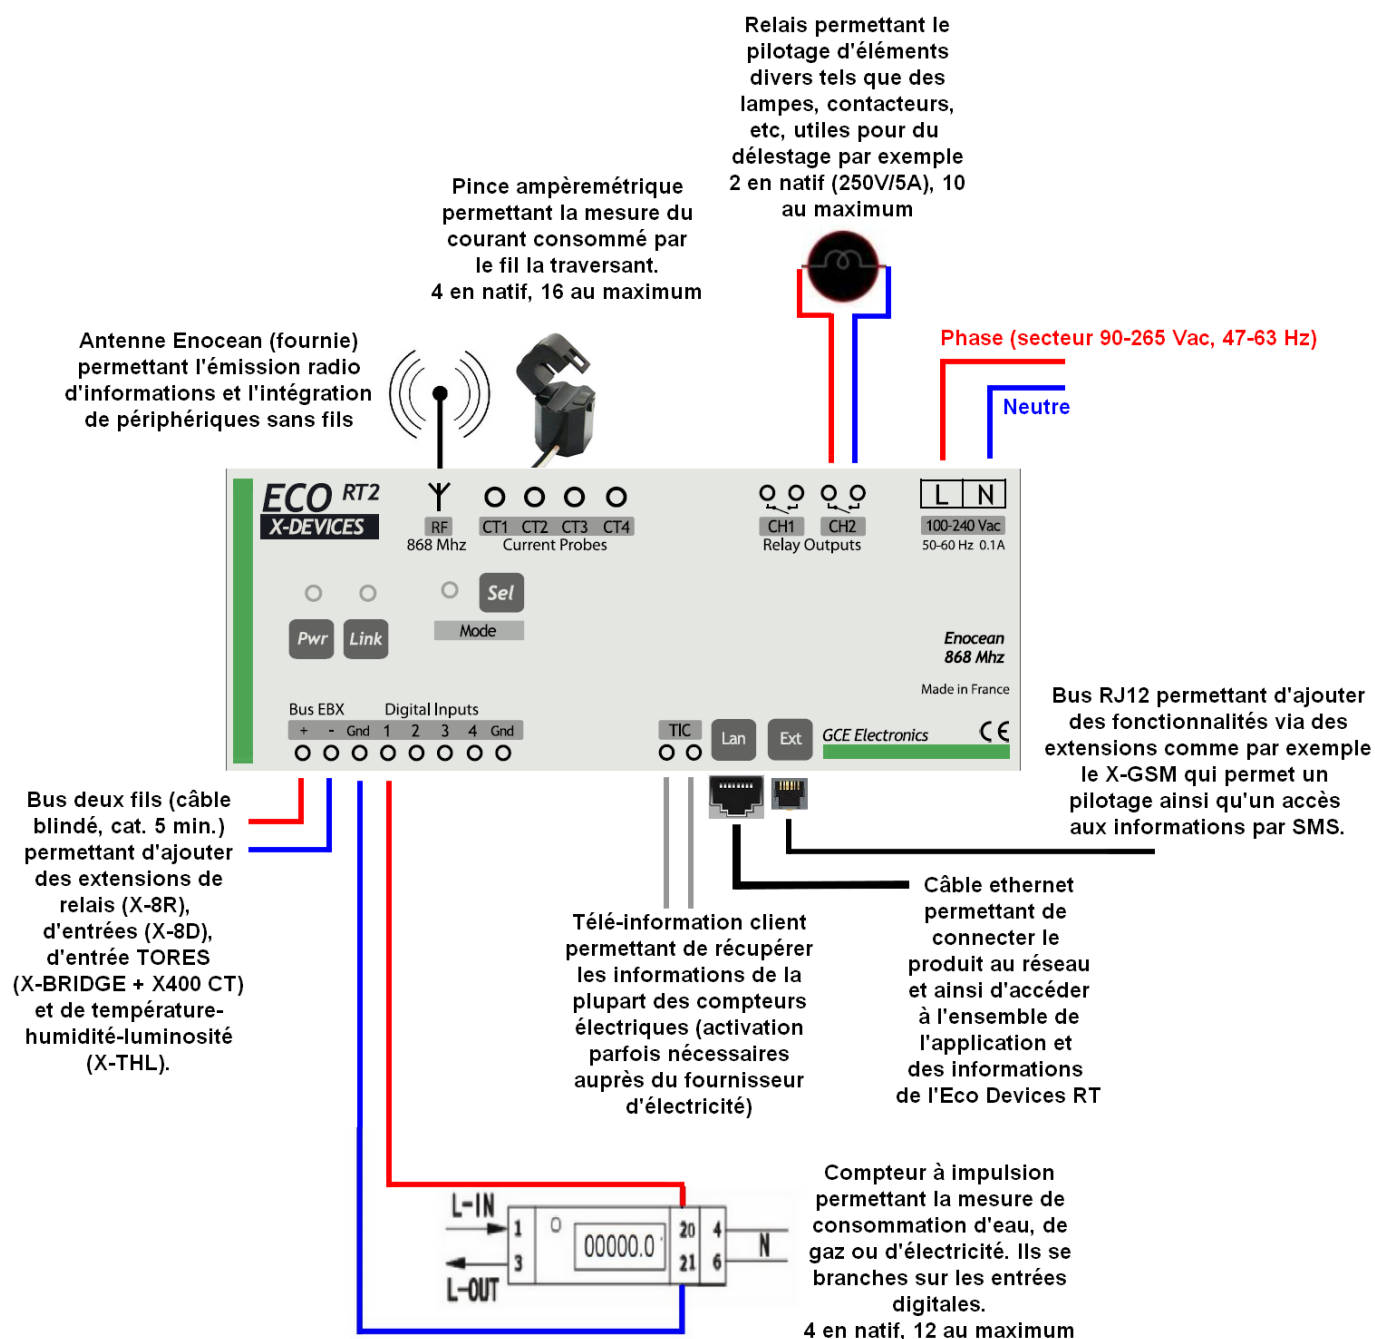 Relais permettant le
pilotage d'éléments
divers tels que des
lampes, contacteurs,
etc, utiles pour du
délestage par exemple
2 en natif (250V/5A), 10
au maximum
Pince ampèremétrique
permettant la mesure du
courant consommé par
le fil la traversant.
4 en natif, 16 au maximum
Antenne Enocean (fournie)
permettant l'émission radio
d'informations et l'intégration
de périphériques sans fils
Phase (secteur 90-265 Vac, 47-63 Hz)
Neutre
ECO RT2
X-DEVICES
RF
868 Mhz
CT1 CT2 CT3 CT4
Current Probes
CH1 CH2
Relay Outputs
L N
100-240 Vac
50-60 Hz 0.1A
Sel
Mode
Pwr Link
Enocean
868 Mhz
Made in France
Bus EBX Digital Inputs
+ - Gnd 1 2 3 4 Gnd
TIC
Lan
Ext
GCE Electronics
CE
Bus RJ12 permettant d'ajouter
des fonctionnalités via des
extensions comme par exemple
le X-GSM qui permet un
pilotage ainsi qu'un accès
aux informations par SMS.
Bus deux fils (câble
blindé, cat. 5 min.)
permettant d'ajouter
des extensions de
relais (X-8R),
d'entrées (X-8D),
d'entrée TORES
(X-BRIDGE + X400 CT)
et de température-
humidité-luminosité
(X-THL).
Télé-information client
permettant de récupérer
les informations de la
plupart des compteurs
électriques (activation
parfois nécessaires
auprès du fournisseur
d'électricité)
Câble ethernet
permettant de
connecter le
produit au réseau
et ainsi d'accéder
à l'ensemble de
l'application et
des informations
de l'Eco Devices RT
L-IN
L-OUT
1
3
00000.0
20 4
21 6
N
Compteur à impulsion
permettant la mesure de
consommation d'eau, de
gaz ou d'électricité. Ils se
branches sur les entrées
digitales.
4 en natif, 12 au maximum